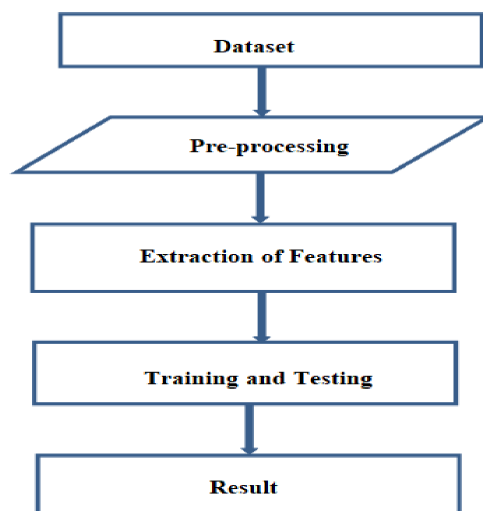 Dataset
Pre-processing
Extraction of Features
Training and Testing
Result